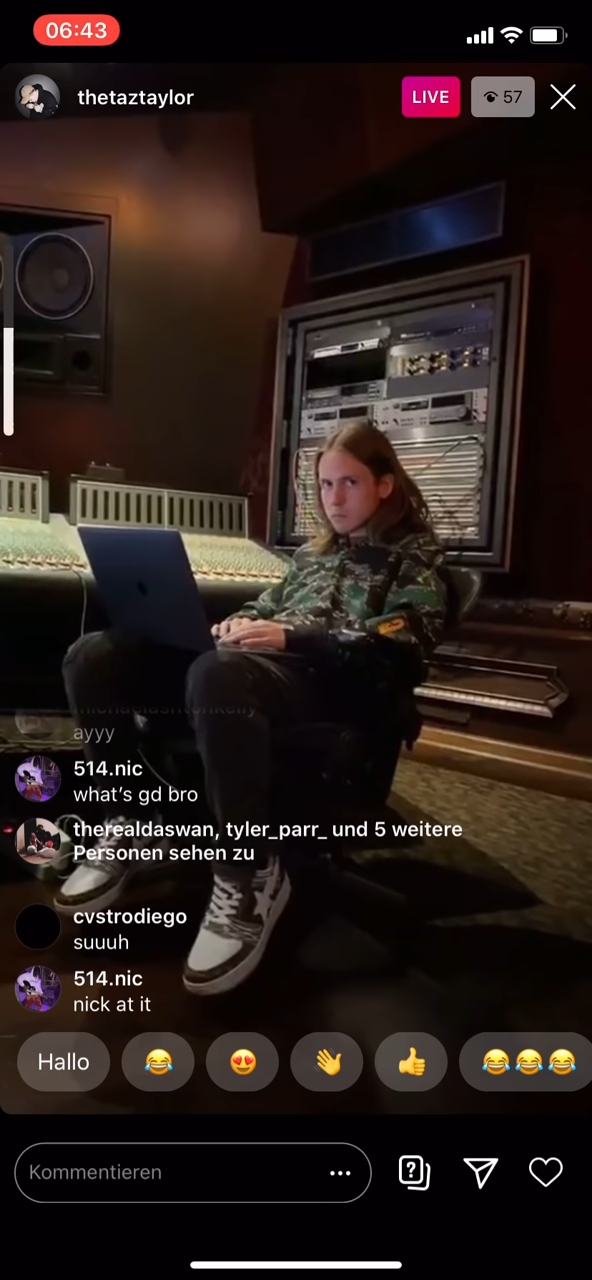 06:43
thetaztaylor
LIVE
57
michaelashtonkelly
ayyy
514.nic
what’s gd bro
therealdaswan, tyler_parr_ und 5 weitere
Personen sehen zu
cvstrodiego
suuuh
514.nic
nick at it
Hallo
Kommentieren